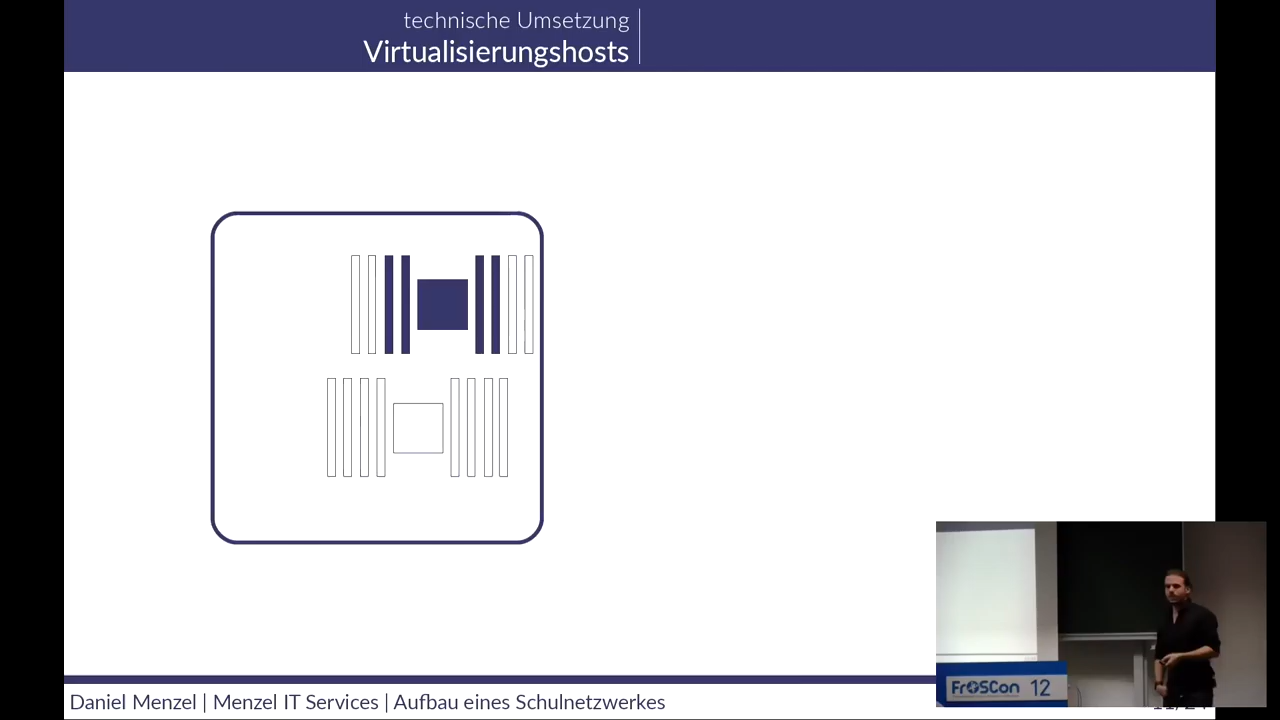 technische Umsetzung
Virtualisierungshosts
FrOSCon 12
Daniel Menzel | Menzel IT Services | Aufbau eines Schulnetzwerkes